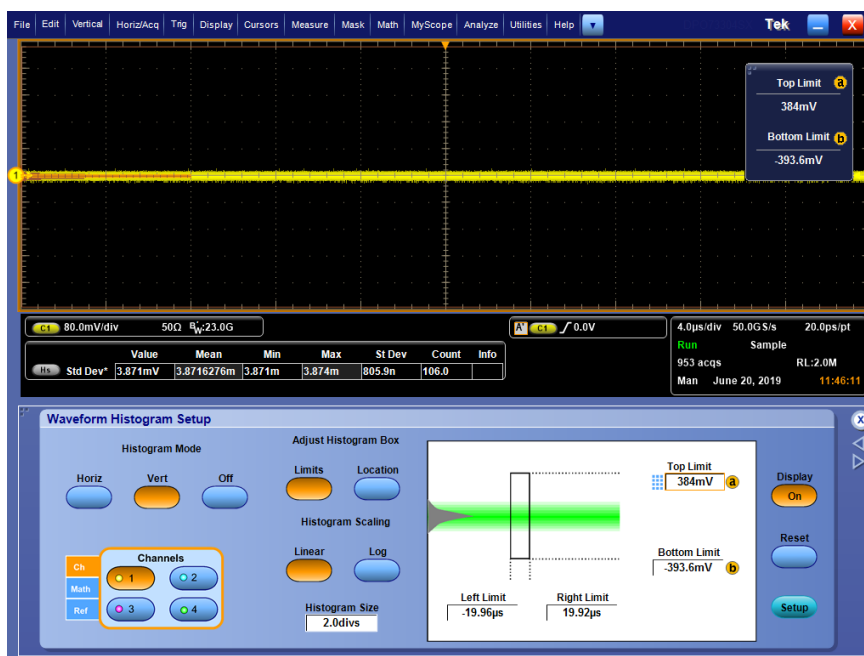 File Edit Vertical Horiz/Acq Trig Display Cursors Measure Mask Math MyScope Analyze Utilities Help Tek X
Top Limit a
384mV
Bottom Limit b
-393.6mV
1
C1 80.0mV/div 50Ω BW:23.0G
A' C1 0.0V
4.0µs/div 50.0GS/s 20.0ps/pt
Run Sample
953 acqs RL:2.0M
Man June 20, 2019 11:46:11
Value Mean Min Max St Dev Count Info
Hs Std Dev* 3.871mV 3.8716276m 3.871m 3.874m 805.9n 106.0
Waveform Histogram Setup X
Histogram Mode
Horiz Vert Off
Ch
Math
Ref
Channels
1 2
3 4
Adjust Histogram Box
Limits Location
Histogram Scaling
Linear Log
Histogram Size
2.0divs
Top Limit
384mV a
Bottom Limit
-393.6mV b
Left Limit Right Limit
-19.96µs 19.92µs
Display
On
Reset
Setup